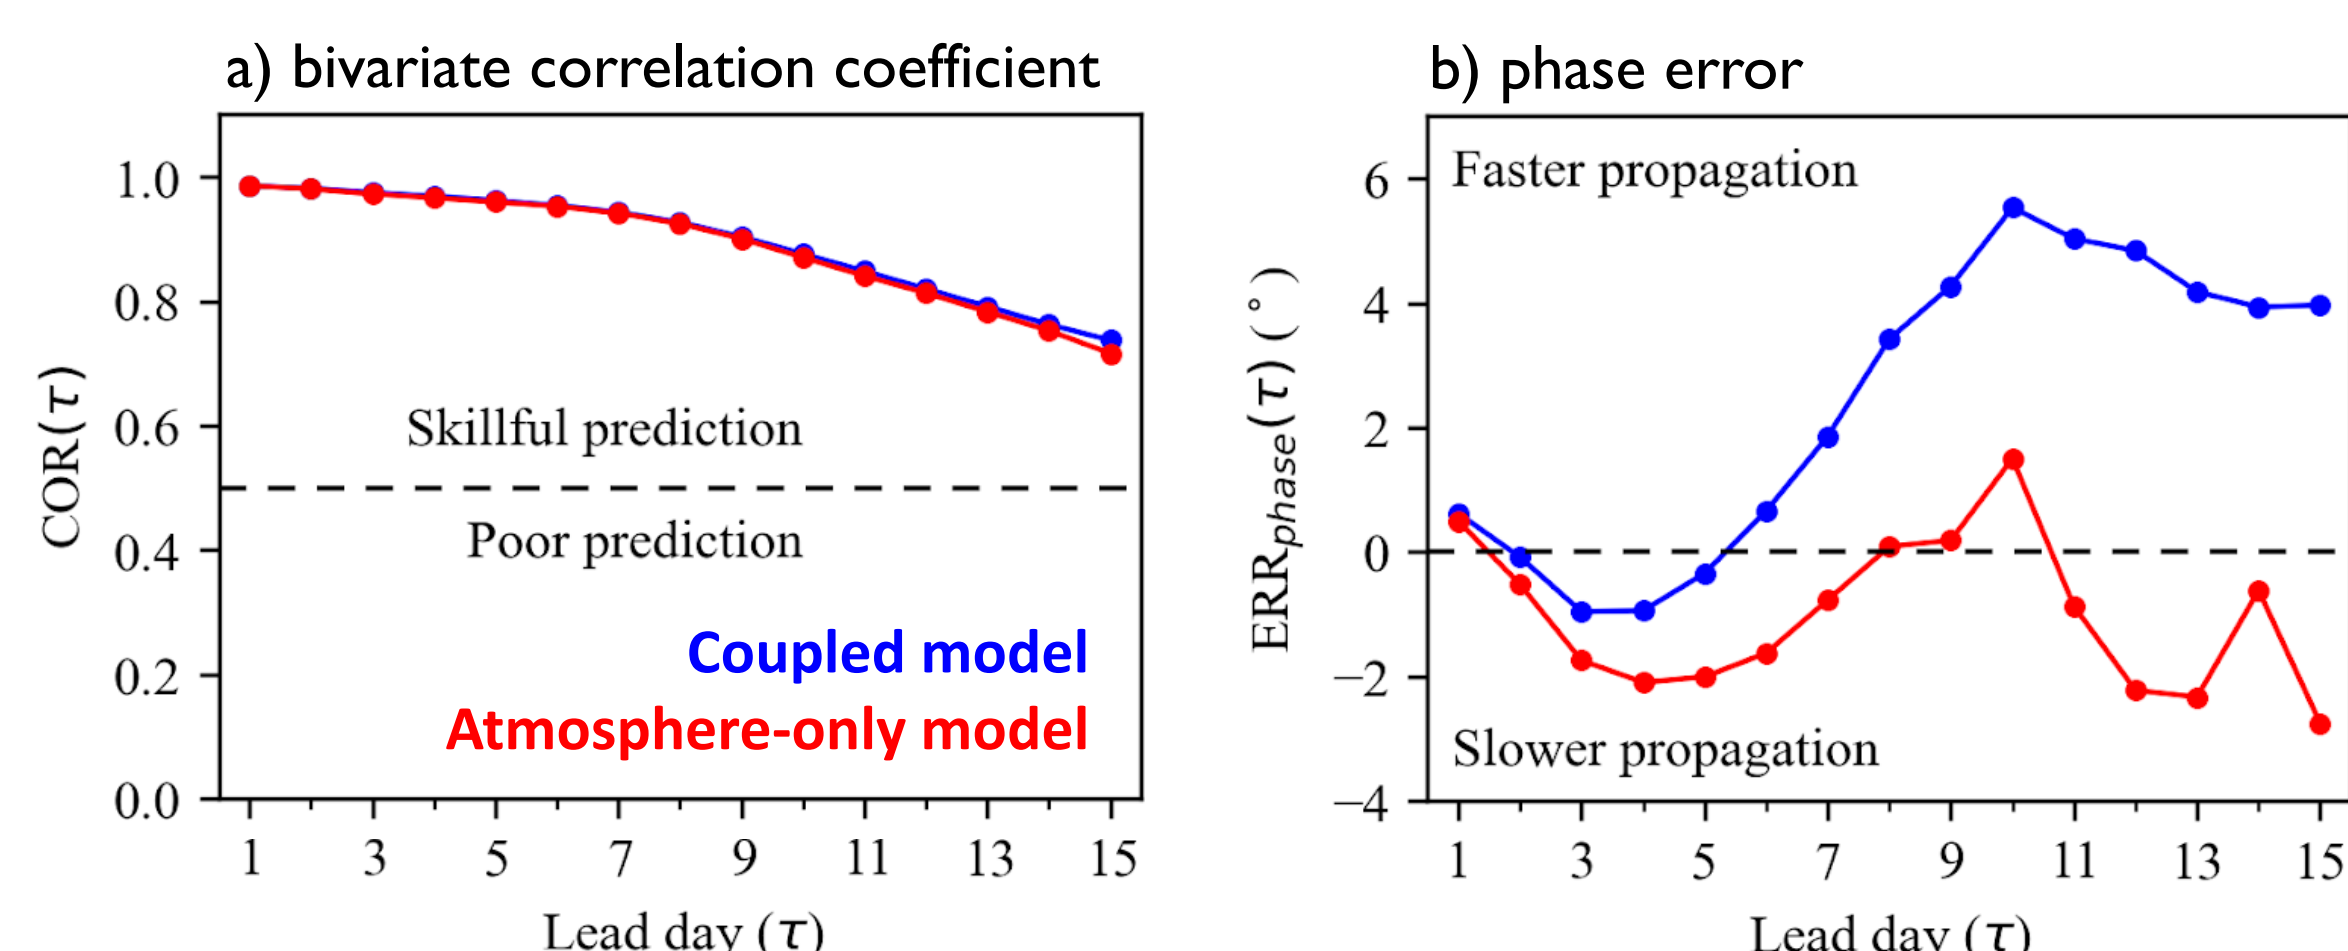 a) bivariate correlation coefficient
COR(τ)
1.0
0.8
0.6
0.4
0.2
0.0
Skillful prediction
Poor prediction
Coupled model
Atmosphere-only model
1 3 5 7 9 11 13 15
Lead day (τ)
b) phase error
ERRphase(τ) (°)
6
4
2
0
−2
−4
Faster propagation
Slower propagation
1 3 5 7 9 11 13 15
Lead day (τ)